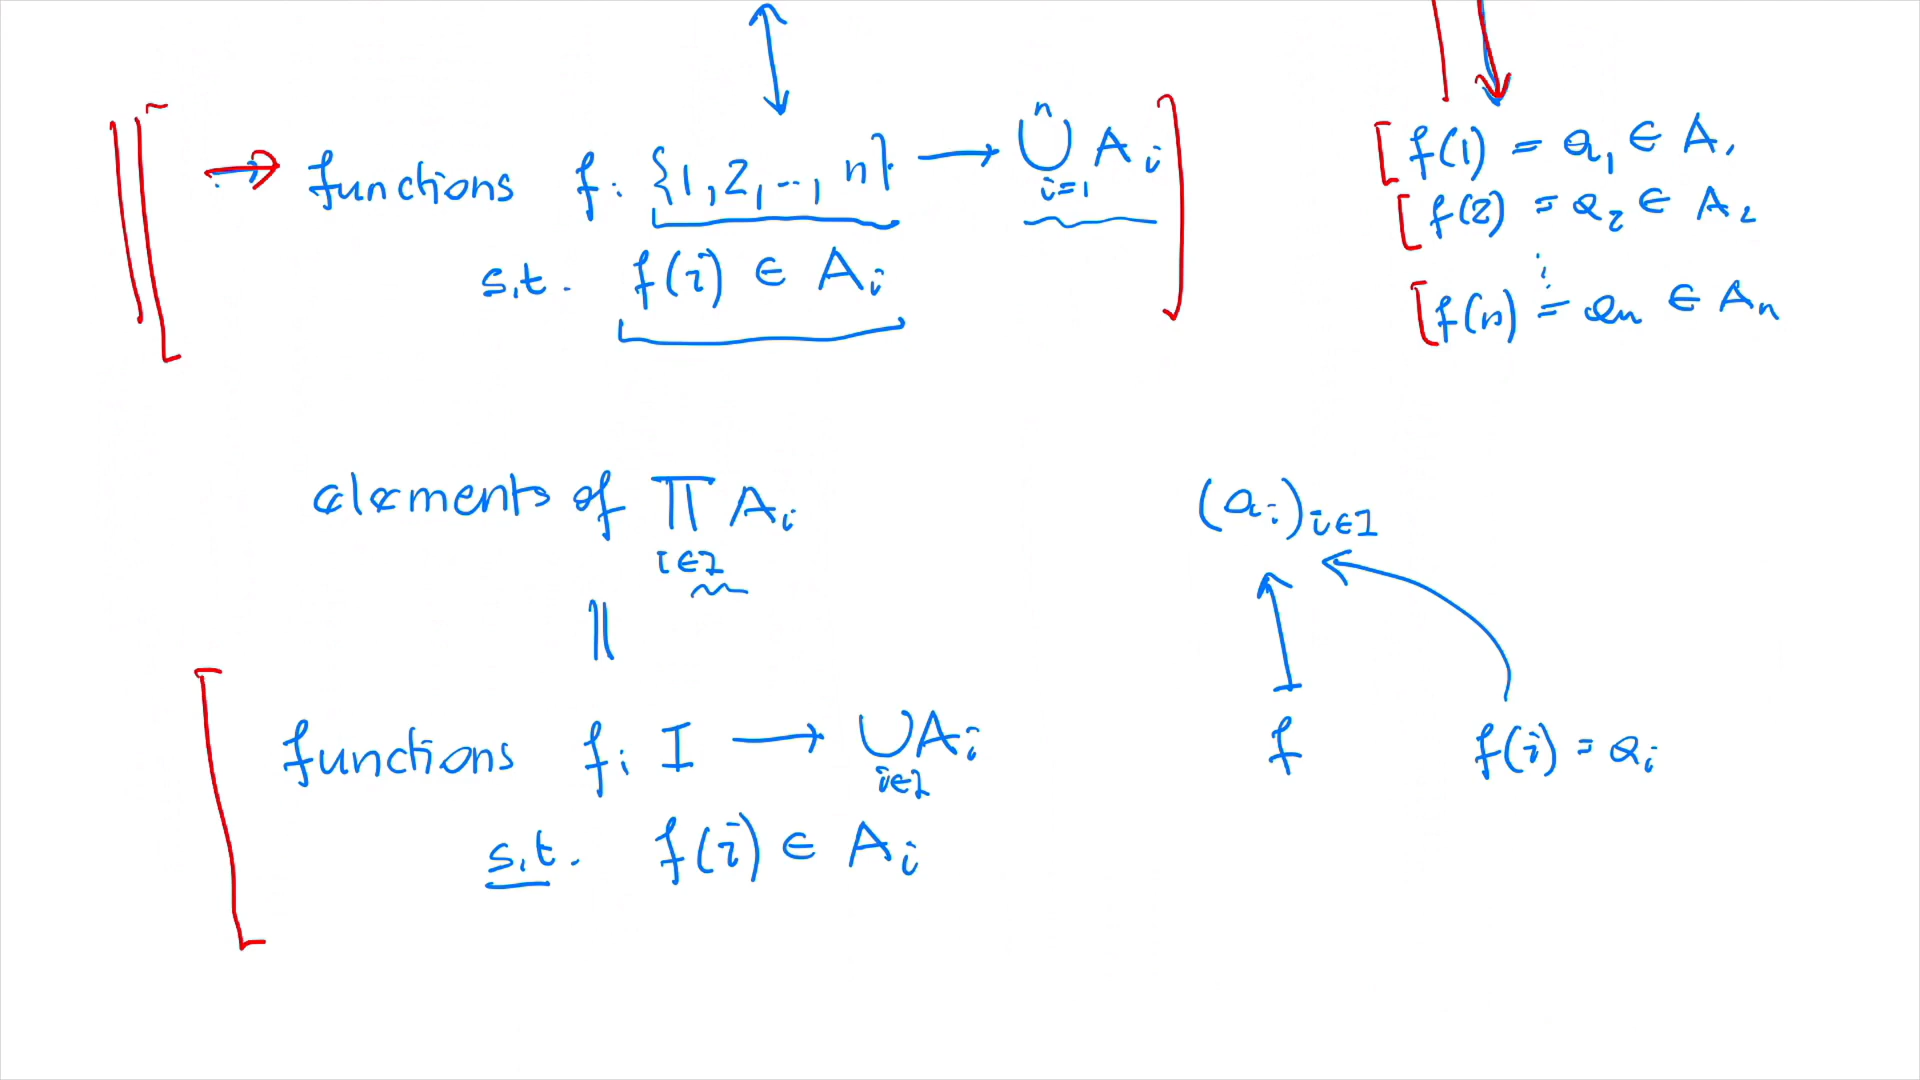 → functions f: {1,2,..,n} → ⋃_{i=1}^{n} A_i
s.t. f(i) ∈ A_i
f(1) = a_1 ∈ A_1
f(2) = a_2 ∈ A_2
⋮
f(n) = a_n ∈ A_n
elements of ∏_{i∈I} A_i
||
functions f: I → ⋃_{i∈I} A_i
s.t. f(i) ∈ A_i
(a_i)_{i∈I}
f
f(i) = a_i